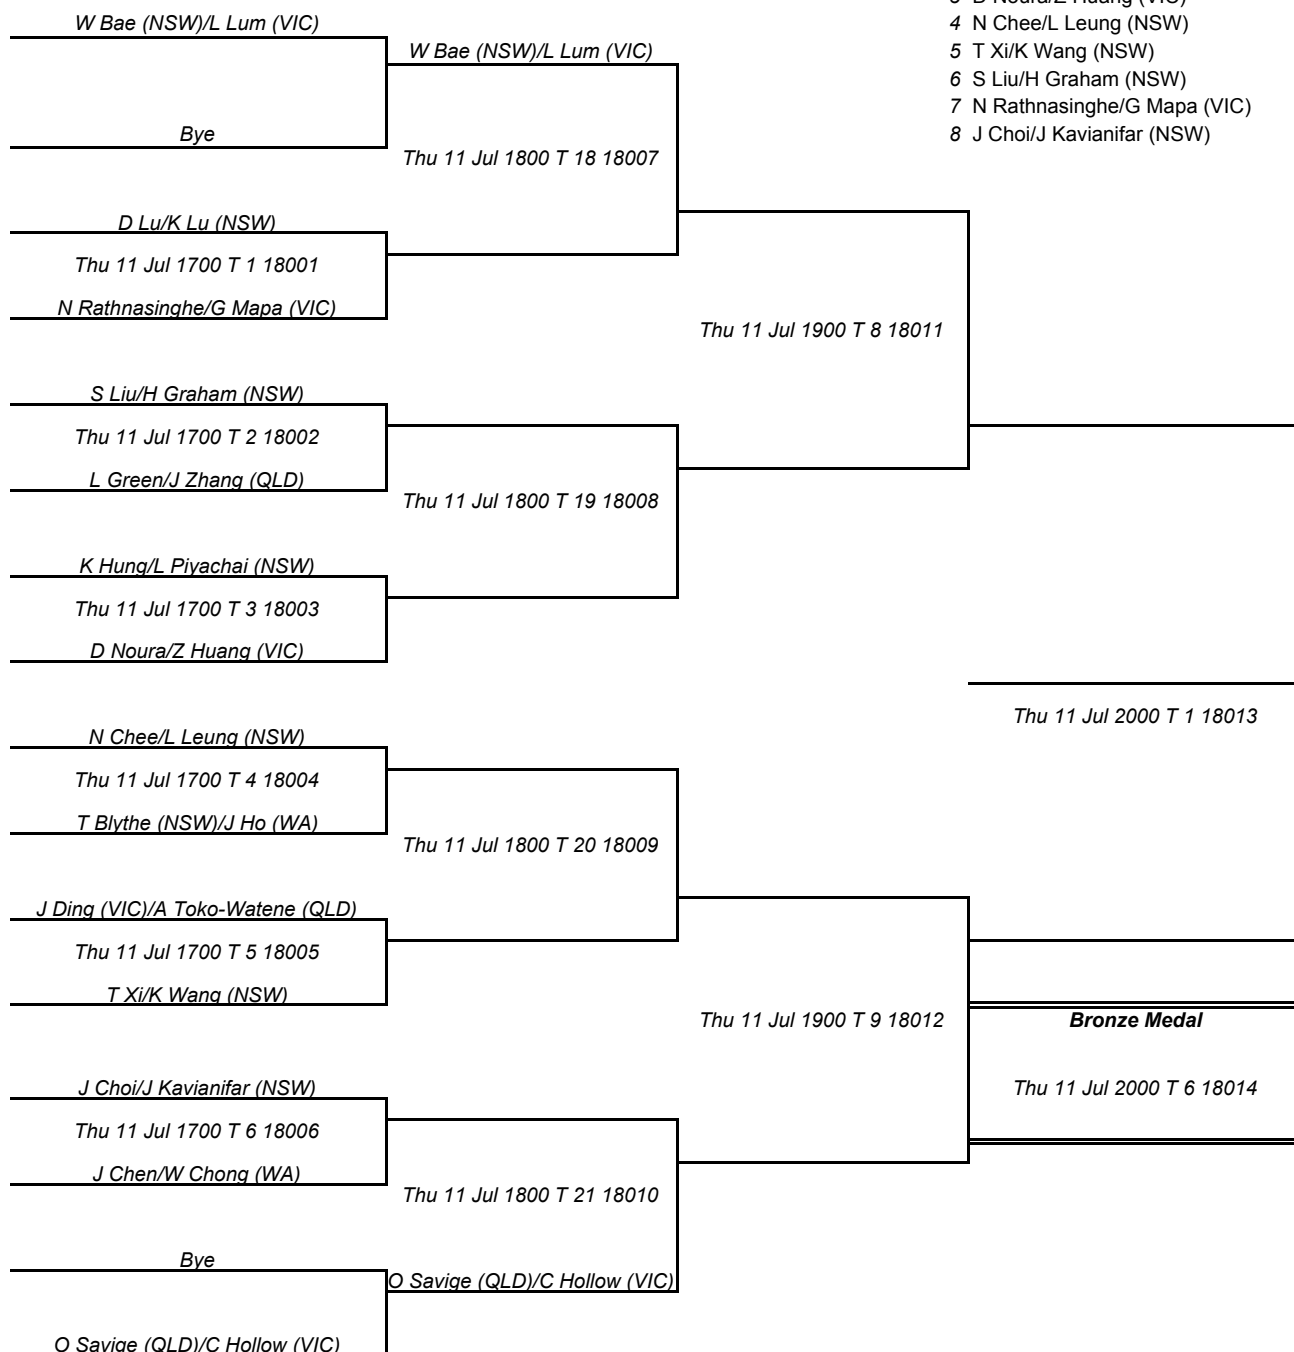 3 D Noura/Z Huang (VIC)
4 N Chee/L Leung (NSW)
5 T Xi/K Wang (NSW)
6 S Liu/H Graham (NSW)
7 N Rathnasinghe/G Mapa (VIC)
8 J Choi/J Kavianifar (NSW)
W Bae (NSW)/L Lum (VIC)
W Bae (NSW)/L Lum (VIC)
Bye
Thu 11 Jul 1800 T 18 18007
D Lu/K Lu (NSW)
Thu 11 Jul 1700 T 1 18001
N Rathnasinghe/G Mapa (VIC)
Thu 11 Jul 1900 T 8 18011
S Liu/H Graham (NSW)
Thu 11 Jul 1700 T 2 18002
L Green/J Zhang (QLD)
Thu 11 Jul 1800 T 19 18008
K Hung/L Piyachai (NSW)
Thu 11 Jul 1700 T 3 18003
D Noura/Z Huang (VIC)
Thu 11 Jul 2000 T 1 18013
N Chee/L Leung (NSW)
Thu 11 Jul 1700 T 4 18004
T Blythe (NSW)/J Ho (WA)
Thu 11 Jul 1800 T 20 18009
J Ding (VIC)/A Toko-Watene (QLD)
Thu 11 Jul 1700 T 5 18005
T Xi/K Wang (NSW)
Thu 11 Jul 1900 T 9 18012
Bronze Medal
Thu 11 Jul 2000 T 6 18014
J Choi/J Kavianifar (NSW)
Thu 11 Jul 1700 T 6 18006
J Chen/W Chong (WA)
Thu 11 Jul 1800 T 21 18010
Bye
O Savige (QLD)/C Hollow (VIC)
O Savige (QLD)/C Hollow (VIC)